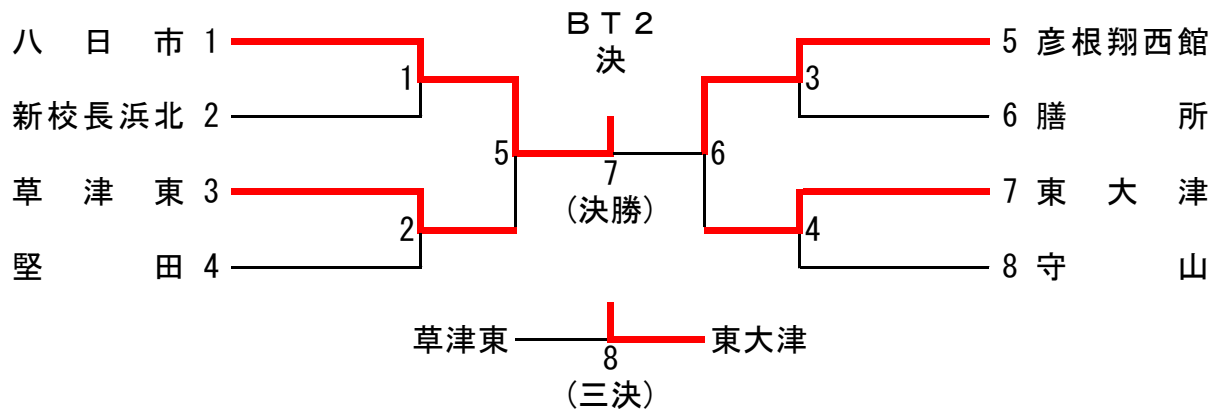 BT2
決
八日市 1
新校長浜北 2
草津東 3
堅田 4
5 彦根翔西館
6 膳所
7 東大津
8 守山
1
2
3
4
5
6
7
(決勝)
草津東
東大津
8
(三決)